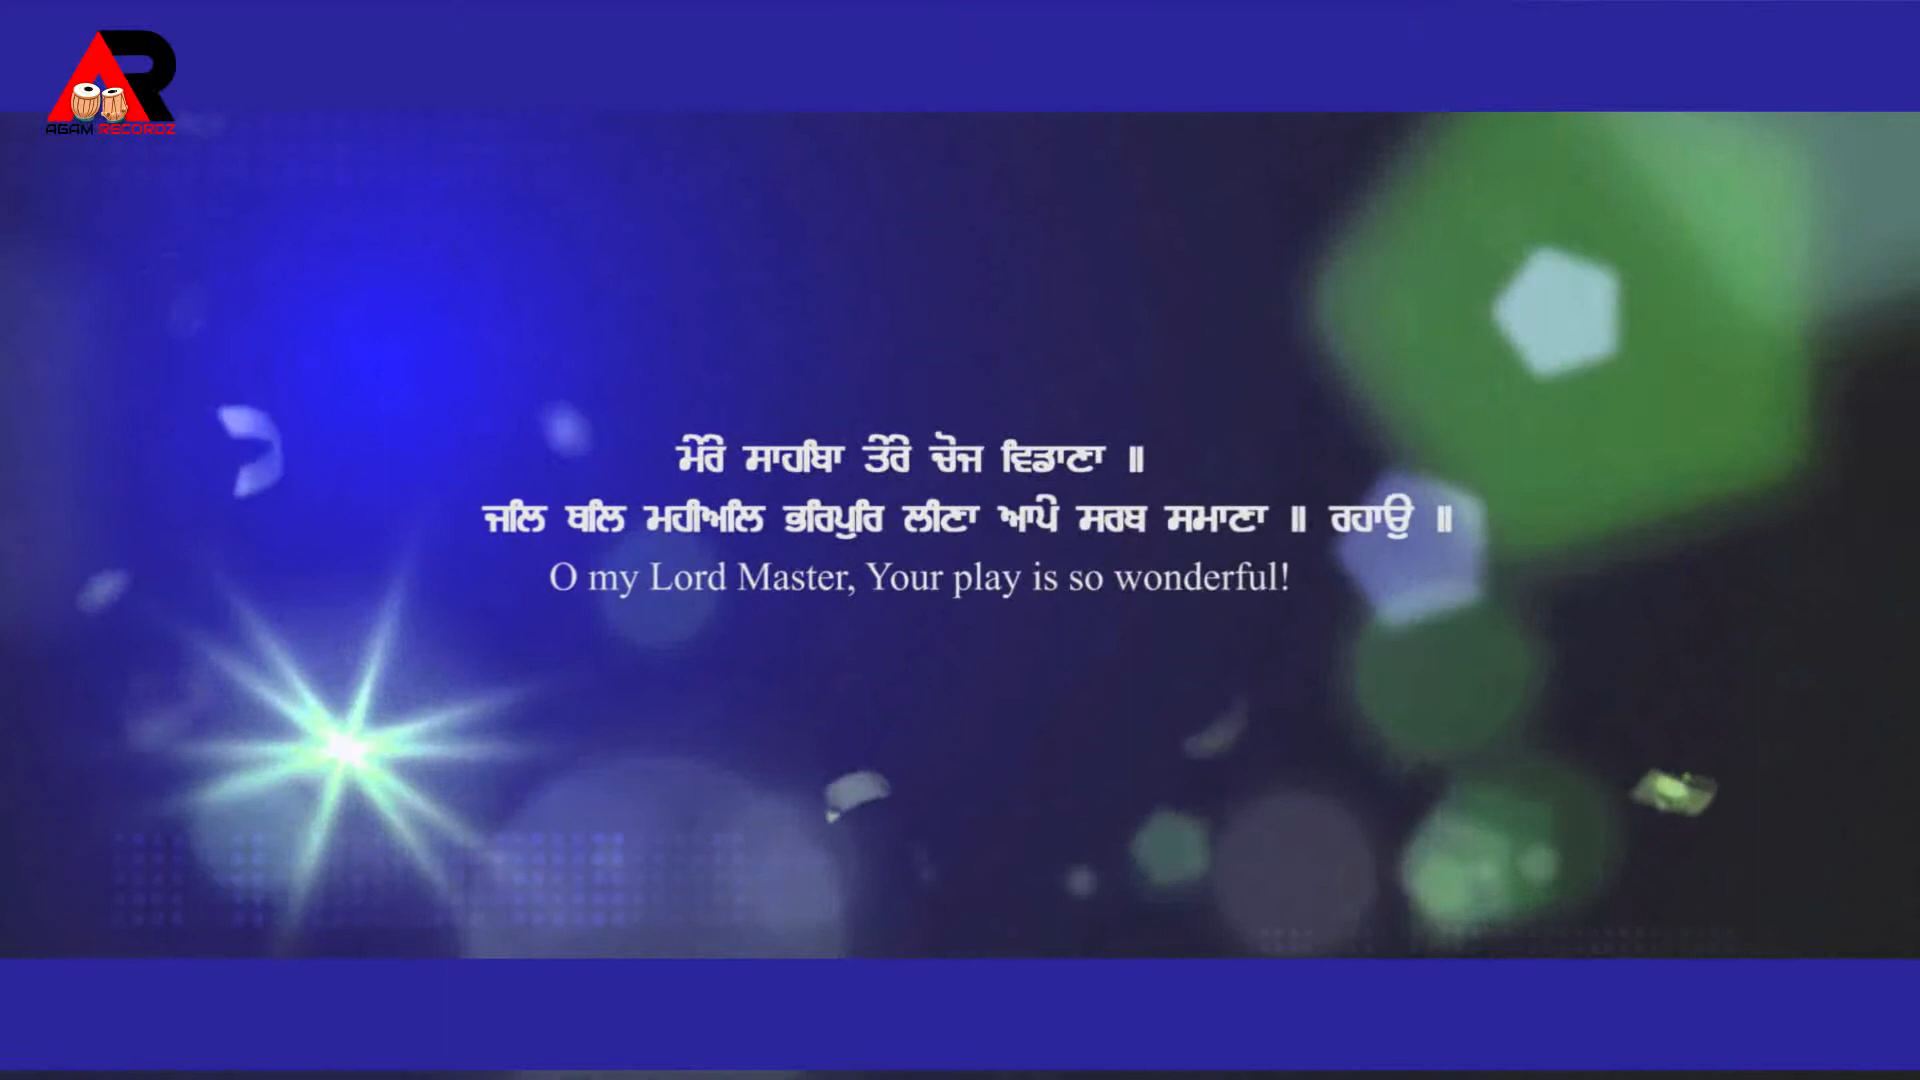 AGAM RECORDZ
ਮੇਰੇ ਸਾਹਿਬਾ ਤੇਰੇ ਚੋਜ ਵਿਡਾਣਾ ॥
ਜਲਿ ਥਲਿ ਮਹੀਅਲਿ ਭਰਿਪੁਰਿ ਲੀਣਾ ਆਪੇ ਸਰਬ ਸਮਾਣਾ ॥ ਰਹਾਉ ॥
O my Lord Master, Your play is so wonderful!